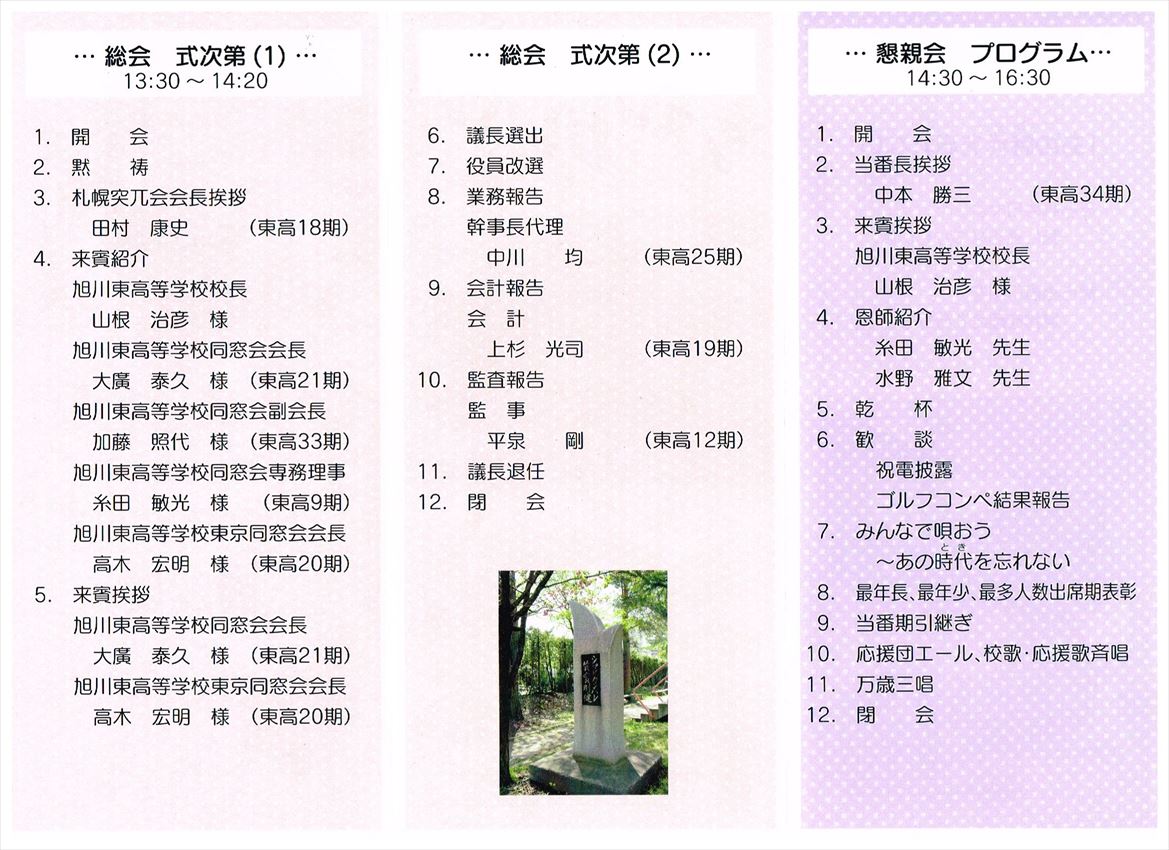 … 総会　式次第(1) …
13:30 ～ 14:20
1.　開　　会
2.　黙　　祷
3.　札幌突兀会会長挨拶
田村　康史　（東高18期）
4.　来賓紹介
旭川東高等学校校長
山根　治彦　様
旭川東高等学校同窓会会長
大廣　泰久　様　（東高21期）
旭川東高等学校同窓会副会長
加藤　照代　様　（東高33期）
旭川東高等学校同窓会専務理事
糸田　敏光　様　（東高9期）
旭川東高等学校東京同窓会会長
高木　宏明　様　（東高20期）
5.　来賓挨拶
旭川東高等学校同窓会会長
大廣　泰久　様　（東高21期）
旭川東高等学校東京同窓会会長
高木　宏明　様　（東高20期）
… 総会　式次第(2) …
6.　議長選出
7.　役員改選
8.　業務報告
幹事長代理
中川　　均　（東高25期）
9.　会計報告
会　計
上杉　光司　（東高19期）
10.　監査報告
監　事
平泉　　剛　（東高12期）
11.　議長退任
12.　閉　　会
… 懇親会　プログラム…
14:30 ～ 16:30
1.　開　　会
2.　当番長挨拶
中本　勝三　（東高34期）
3.　来賓挨拶
旭川東高等学校校長
山根　治彦　様
4.　恩師紹介
糸田　敏光　先生
水野　雅文　先生
5.　乾　　杯
6.　歓　　談
祝電披露
ゴルフコンペ結果報告
7.　みんなで唄おう
とき
～あの時代を忘れない
8.　最年長、最年少、最多人数出席期表彰
9.　当番期引継ぎ
10.　応援団エール、校歌・応援歌斉唱
11.　万歳三唱
12.　閉　　会